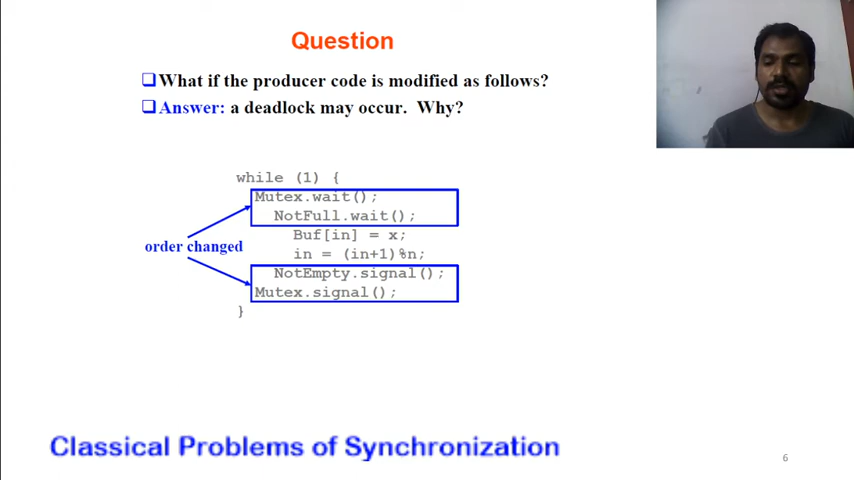 Question
What if the producer code is modified as follows?
Answer: a deadlock may occur. Why?
while (1) {
Mutex.wait();
NotFull.wait();
Buf[in] = x;
order changed
in = (in+1)%n;
NotEmpty.signal();
Mutex.signal();
}
Classical Problems of Synchronization
6